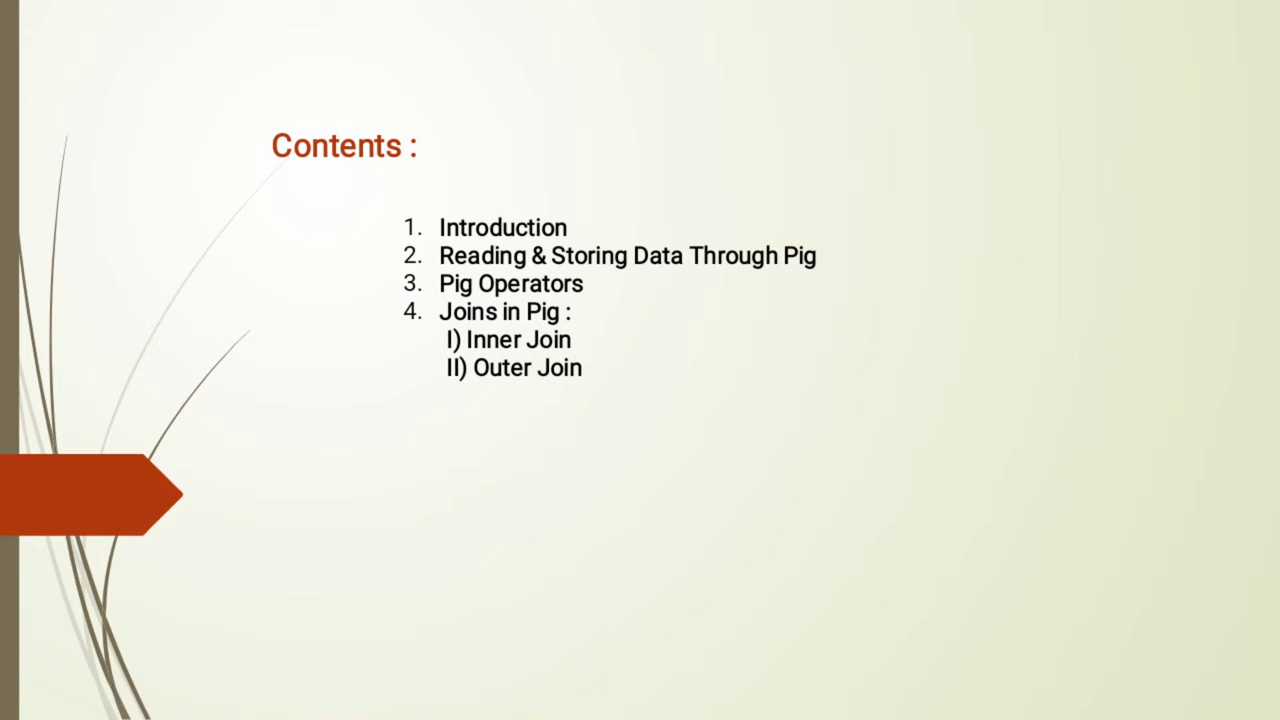 Contents :
1. Introduction
2. Reading & Storing Data Through Pig
3. Pig Operators
4. Joins in Pig :
I) Inner Join
II) Outer Join